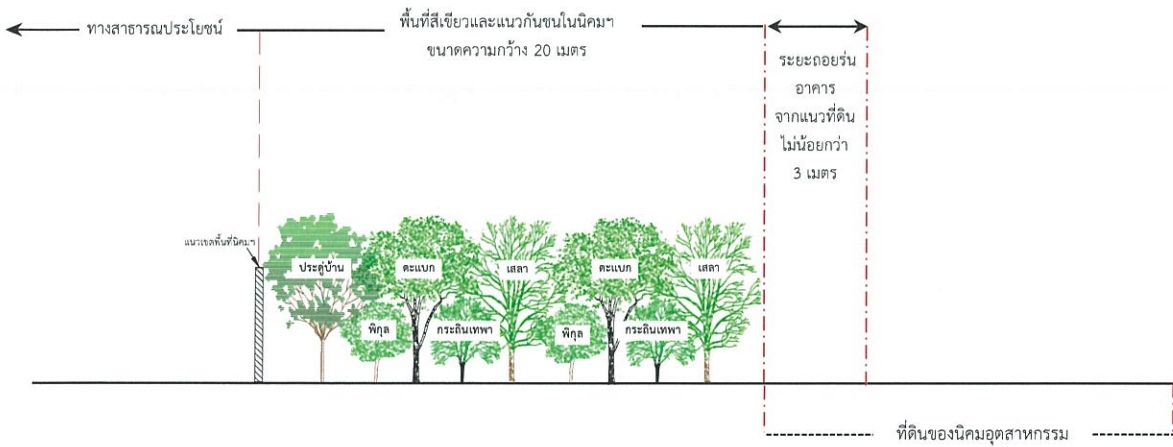 ทางสาธารณประโยชน์
พื้นที่สีเขียวและแนวกันชนในนิคมฯ
ขนาดความกว้าง 20 เมตร
ระยะถอยร่น
อาคาร
จากแนวที่ดิน
ไม่น้อยกว่า
3 เมตร
แนวเขตพื้นที่นิคมฯ
ประดู่บ้าน
ตะแบก
เสลา
ตะแบก
เสลา
พิกุล
กระถินเทพา
พิกุล
กระถินเทพา
ที่ดินของนิคมอุตสาหกรรม